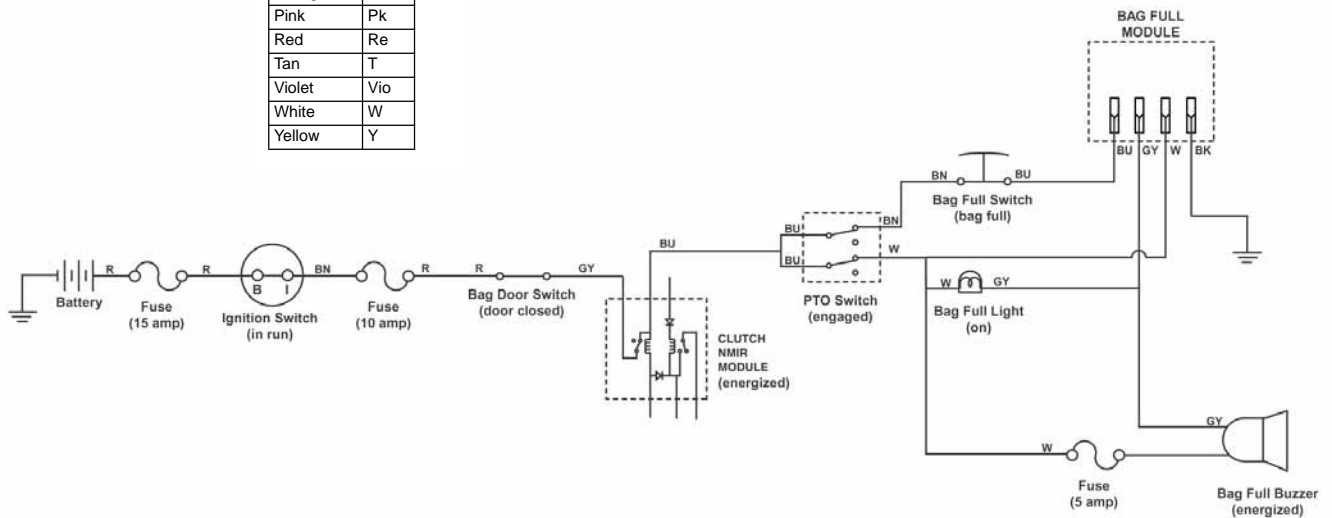 Pink Pk
Red Re
Tan T
Violet Vio
White W
Yellow Y
BAG FULL
MODULE
BU GY W BK
BN BU
Bag Full Switch
(bag full)
BU BN
BU W
PTO Switch
(engaged)
BU
R R BN R R GY
Battery
Fuse
(15 amp)
B I
Ignition Switch
(in run)
Fuse
(10 amp)
Bag Door Switch
(door closed)
CLUTCH
NMIR
MODULE
(energized)
W GY
Bag Full Light
(on)
GY
W
Fuse
(5 amp)
Bag Full Buzzer
(energized)